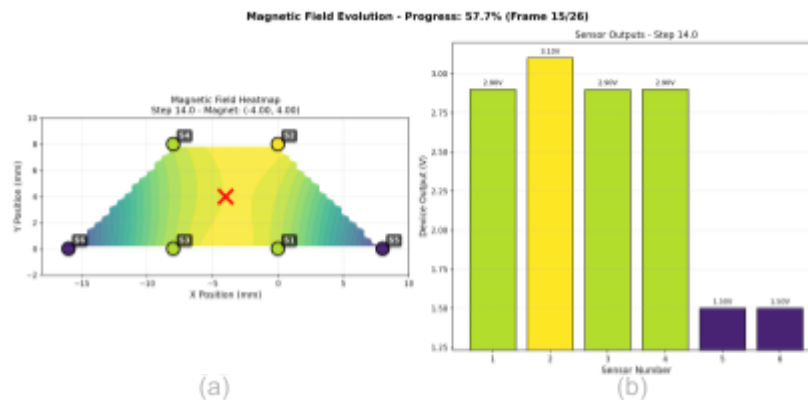 Magnetic Field Evolution - Progress: 57.7% (Frame 15/26)
Magnetic Field Heatmap
Step 14.0 - Magnet: (-4.00, 4.00)
10
8
6
4
2
0
−2
Y Position (mm)
S4
S2
S6
S3
S1
S5
−15
−10
−5
0
5
10
X Position (mm)
(a)
Sensor Outputs - Step 14.0
3.00
2.75
2.50
2.25
2.00
1.75
1.50
1.25
Device Output (V)
2.90V
3.10V
2.90V
2.90V
1.50V
1.50V
1
2
3
4
5
6
Sensor Number
(b)